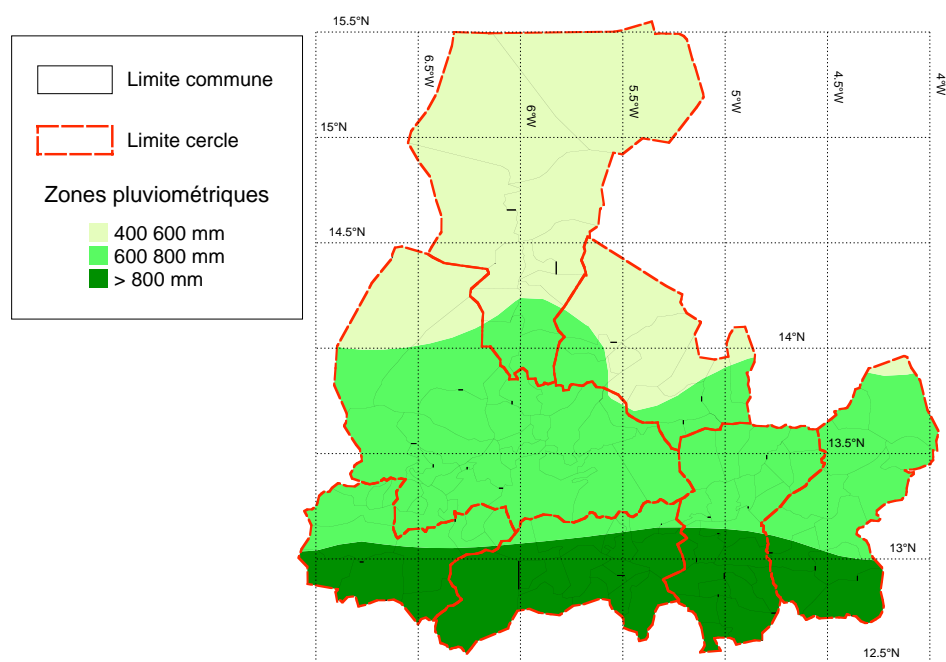 Limite commune
Limite cercle
Zones pluviométriques
400 600 mm
600 800 mm
> 800 mm
15.5°N
6.5°W
6°W
5.5°W
5°W
4.5°W
4°W
15°N
14.5°N
14°N
13.5°N
13°N
12.5°N